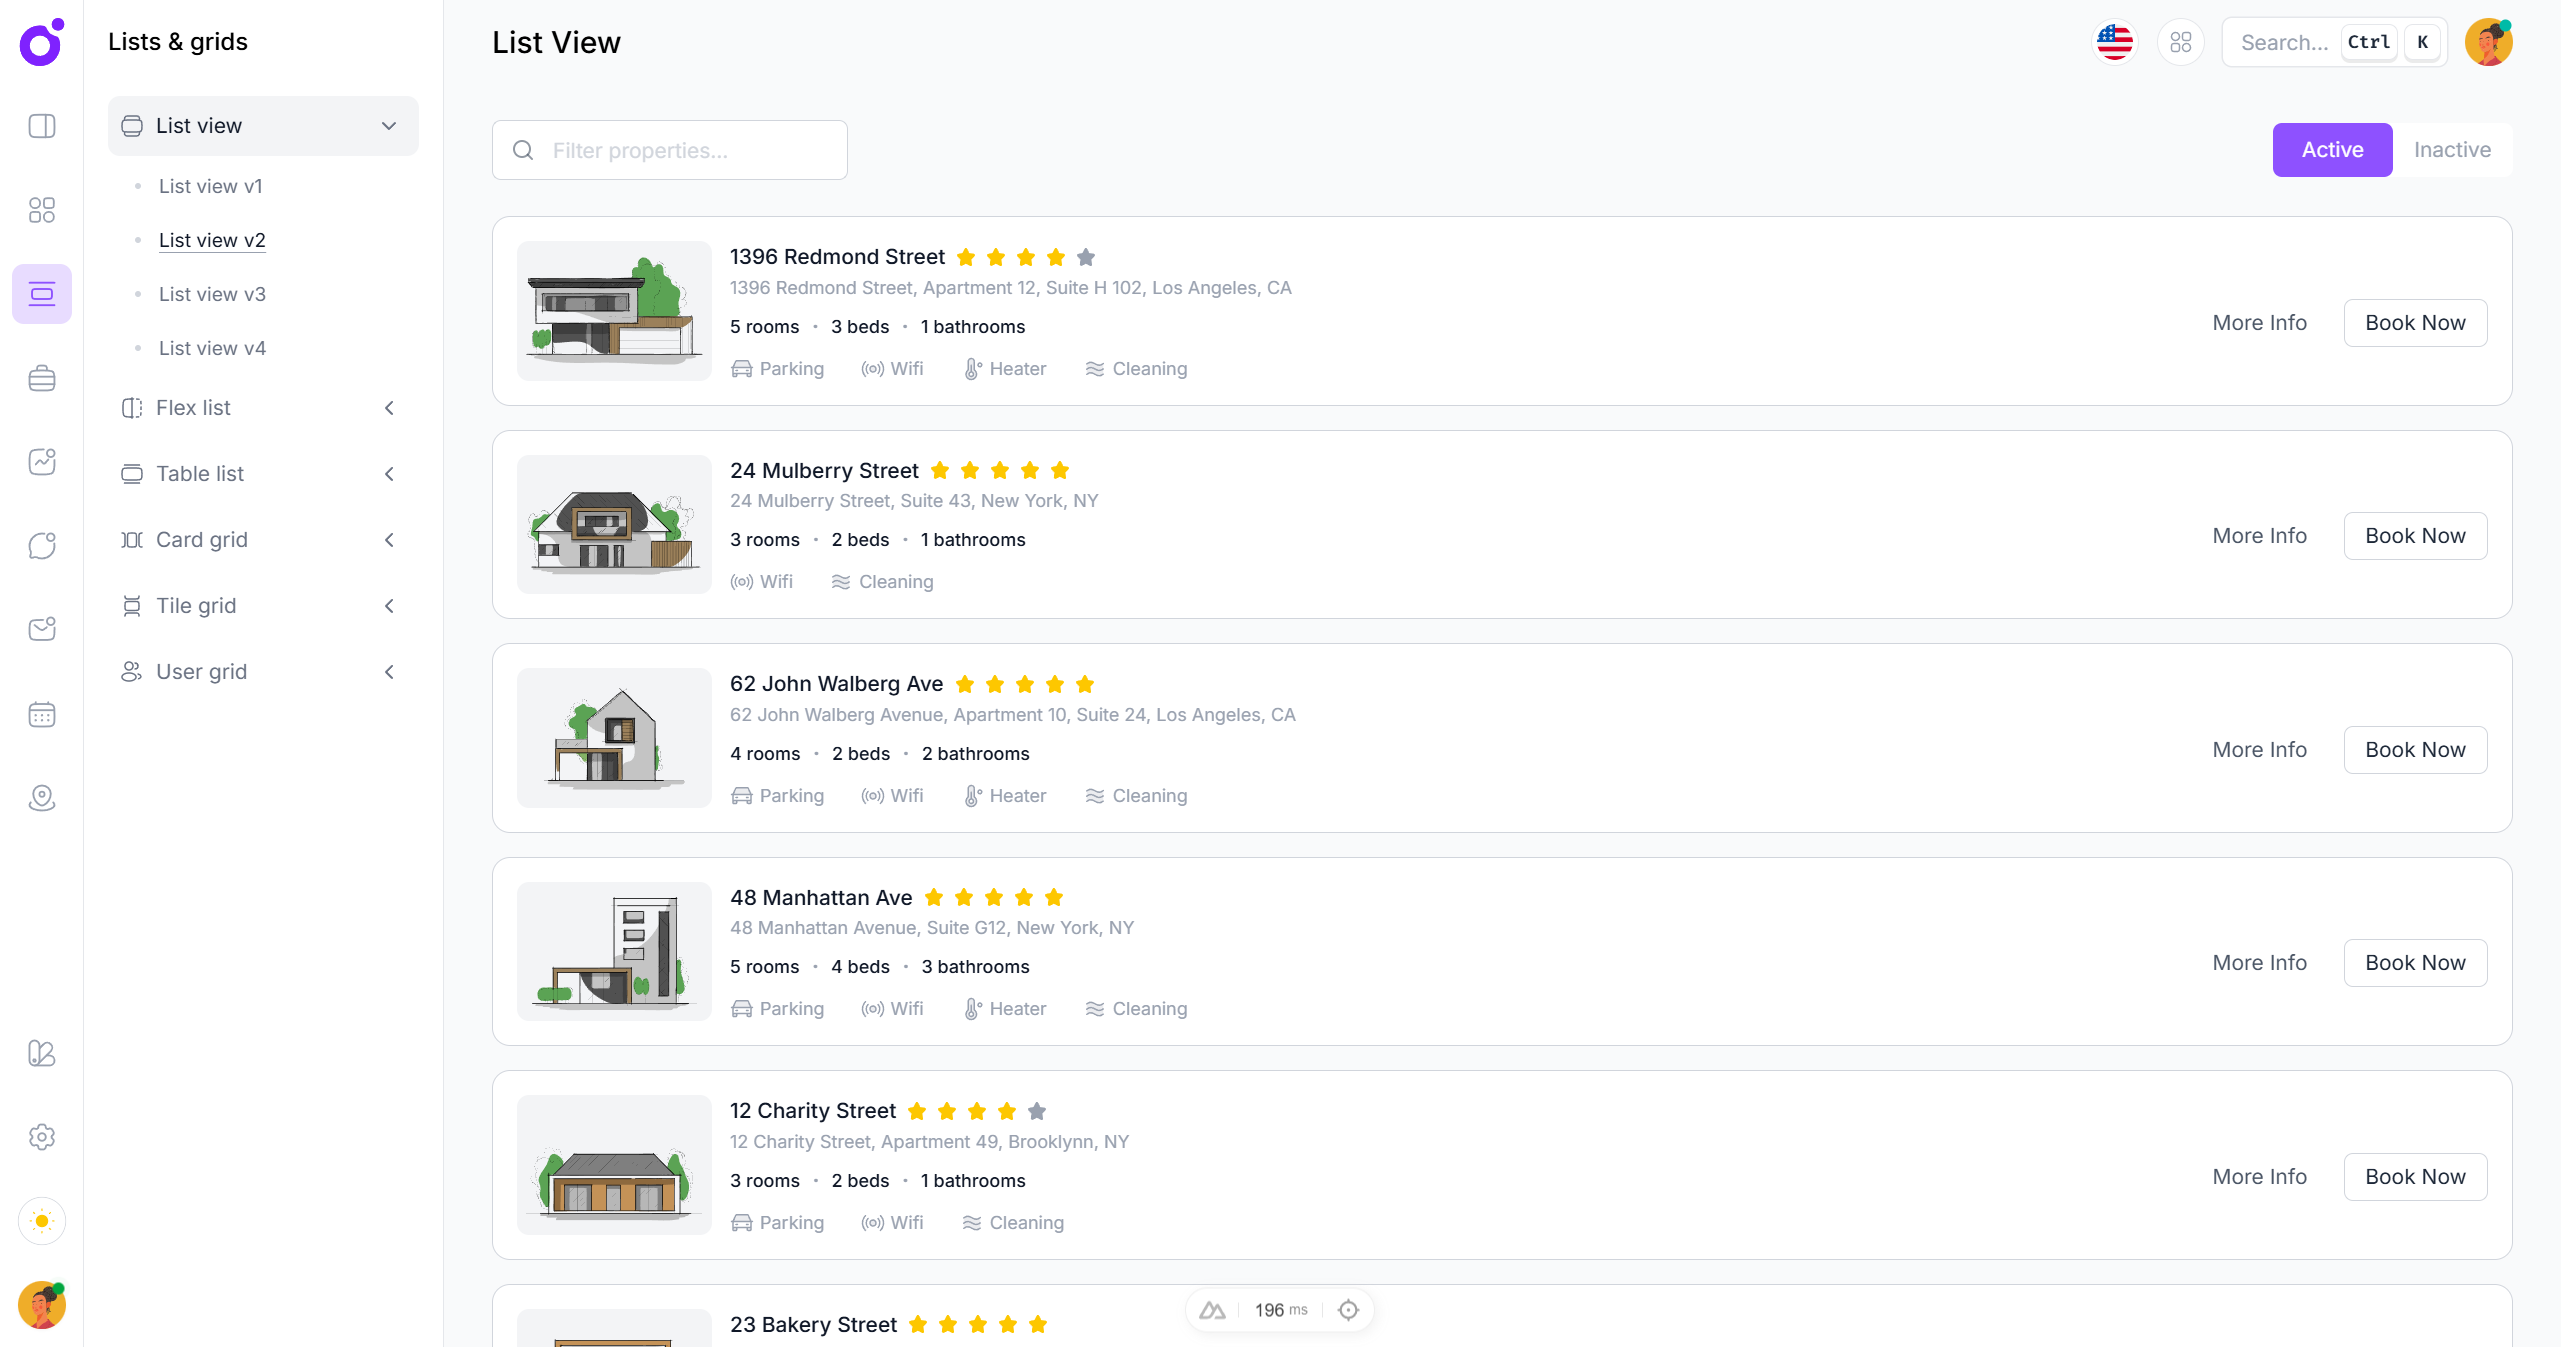 Lists & grids
List view
List view v1
List view v2
List view v3
List view v4
Flex list
Table list
Card grid
Tile grid
User grid
List View
Search...
Ctrl
K
Filter properties...
Active
Inactive
1396 Redmond Street
1396 Redmond Street, Apartment 12, Suite H 102, Los Angeles, CA
5 rooms · 3 beds · 1 bathrooms
Parking Wifi Heater Cleaning
More Info
Book Now
24 Mulberry Street
24 Mulberry Street, Suite 43, New York, NY
3 rooms · 2 beds · 1 bathrooms
Wifi Cleaning
More Info
Book Now
62 John Walberg Ave
62 John Walberg Avenue, Apartment 10, Suite 24, Los Angeles, CA
4 rooms · 2 beds · 2 bathrooms
Parking Wifi Heater Cleaning
More Info
Book Now
48 Manhattan Ave
48 Manhattan Avenue, Suite G12, New York, NY
5 rooms · 4 beds · 3 bathrooms
Parking Wifi Heater Cleaning
More Info
Book Now
12 Charity Street
12 Charity Street, Apartment 49, Brooklynn, NY
3 rooms · 2 beds · 1 bathrooms
Parking Wifi Cleaning
More Info
Book Now
23 Bakery Street
196 ms